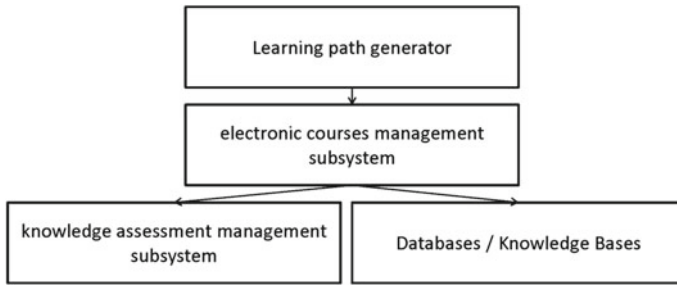 Learning path generator
electronic courses management
subsystem
knowledge assessment management
subsystem
Databases / Knowledge Bases